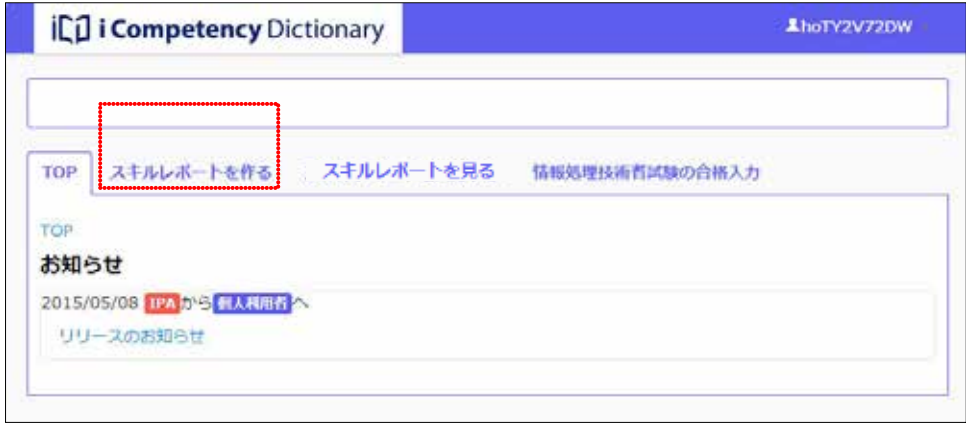 iCD i Competency Dictionary
hoTY2V72DW
TOP スキルレポートを作る スキルレポートを見る 情報処理技術者試験の合格入力
TOP
お知らせ
2015/05/08 IPAから個人利用者へ
リリースのお知らせ